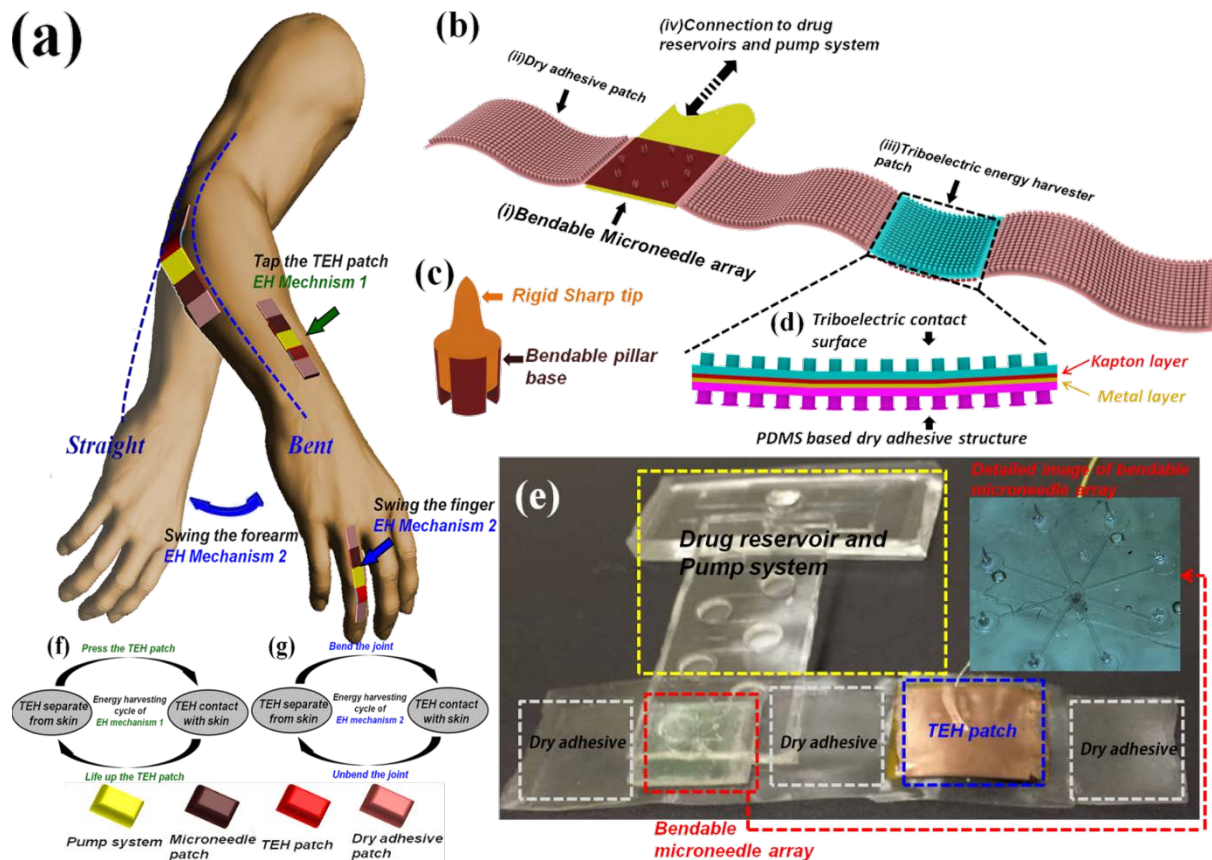 (a)
Tap the TEH patch
EH Mechnism 1
Straight
Bent
Swing the forearm
EH Mechanism 2
Swing the finger
EH Mechanism 2
(b)
(iv)Connection to drug
reservoirs and pump
system
(ii)Dry adhesive patch
(iii)Triboelectric energy harvester
patch
(i)Bendable Microneedle array
(c)
Rigid Sharp tip
Bendable pillar
base
(d)
Triboelectric contact
surface
Kapton layer
Metal layer
PDMS based dry adhesive structure
(e)
Detailed image of bendable
microneedle array
Drug reservoir and
Pump system
Dry adhesive
Dry adhesive
TEH patch
Dry adhesive
Bendable
microneedle array
(f)
Press the TEH patch
TEH separate
from skin
Energy harvesting
cycle of
EH mechanism 1
TEH contact
with skin
Life up the TEH patch
(g)
Bend the joint
TEH separate
from skin
Energy harvesting
cycle of
EH mechanism 2
TEH contact
with skin
Unbend the joint
Pump system
Microneedle
patch
TEH patch
Dry adhesive
patch